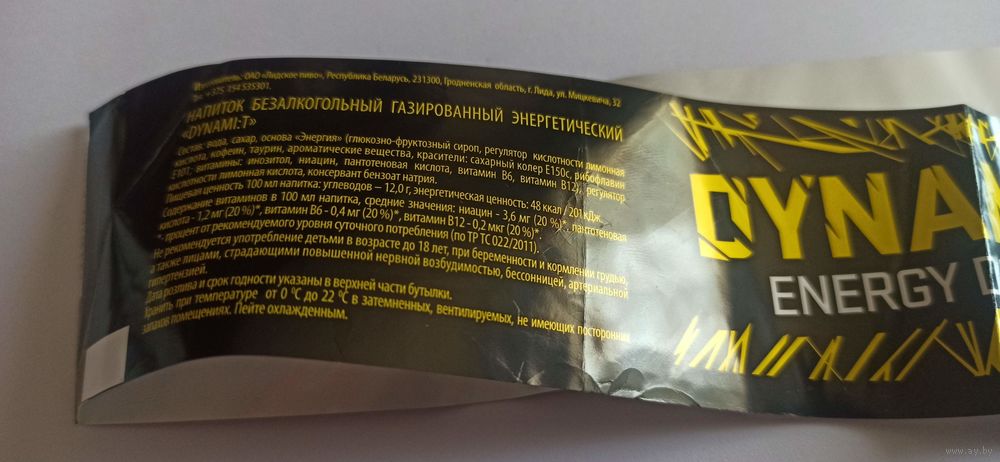 Изготовитель: ОАО «Лидское пиво», Республика Беларусь, 231300, Гродненская область, г. Лида, ул. Мицкевича, 32
Тел. +375 154 535301.
НАПИТОК БЕЗАЛКОГОЛЬНЫЙ ГАЗИРОВАННЫЙ ЭНЕРГЕТИЧЕСКИЙ
«DYNAMI:T»
Состав: вода, сахар, основа «Энергия» (глюкозно-фруктозный сироп, регулятор кислотности лимонная
кислота, кофеин, таурин, ароматические вещества, красители: сахарный колер E150c, рибофлавин
E101; витамины: инозитол, ниацин, пантотеновая кислота, витамин B6, витамин B12), регулятор
кислотности лимонная кислота, консервант бензоат натрия.
Пищевая ценность 100 мл напитка: углеводов – 12,0 г, энергетическая ценность: 48 ккал / 201кДж.
Содержание витаминов в 100 мл напитка, средние значения: ниацин - 3,6 мг (20 %)*, пантотеновая
кислота - 1,2 мг (20 %)*, витамин B6 - 0,4 мг (20 %)*, витамин B12 - 0,2 мкг (20 %)*.
*- процент от рекомендуемого уровня суточного потребления (по ТР ТС 022/2011).
Не рекомендуется употребление детьми в возрасте до 18 лет, при беременности и кормлении грудью,
а также лицами, страдающими повышенной нервной возбудимостью, бессонницей, артериальной
гипертензией.
Дата розлива и срок годности указаны в верхней части бутылки.
Хранить при температуре от 0 °C до 22 °C в затемненных, вентилируемых, не имеющих посторонних
запахов помещениях. Пейте охлажденным.
DYNA
ENERGY D
www.ay.by